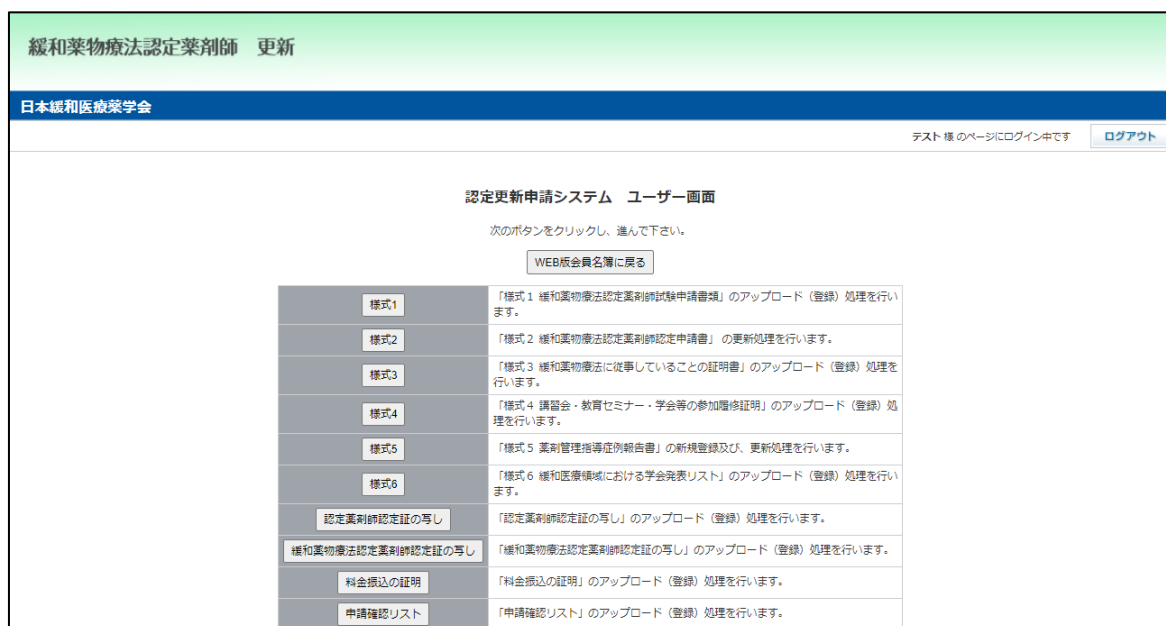 緩和薬物療法認定薬剤師 更新
日本緩和医療薬学会
テスト 様 のページにログイン中です
ログアウト
認定更新申請システム ユーザー画面
次のボタンをクリックし、進んで下さい。
WEB版会員名簿に戻る
様式1
「様式1 緩和薬物療法認定薬剤師試験申請書類」のアップロード（登録）処理を行い
ます。
様式2
「様式2 緩和薬物療法認定薬剤師認定申請書」 の更新処理を行います。
様式3
「様式3 緩和薬物療法に従事していることの証明書」のアップロード（登録）処理を
行います。
様式4
「様式4 講習会・教育セミナー・学会等の参加履修証明」のアップロード（登録）処
理を行います。
様式5
「様式5 薬剤管理指導症例報告書」の新規登録及び、更新処理を行います。
様式6
「様式6 緩和医療領域における学会発表リスト」のアップロード（登録）処理を行い
ます。
認定薬剤師認定証の写し
「認定薬剤師認定証の写し」のアップロード（登録）処理を行います。
緩和薬物療法認定薬剤師認定証の写し
「緩和薬物療法認定薬剤師認定証の写し」のアップロード（登録）処理を行います。
料金振込の証明
「料金振込の証明」のアップロード（登録）処理を行います。
申請確認リスト
「申請確認リスト」のアップロード（登録）処理を行います。